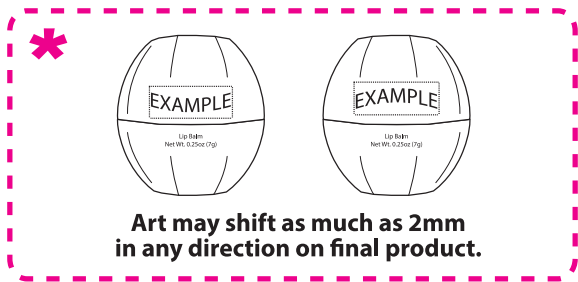 *
EXAMPLE
Lip Balm
Net Wt. 0.25oz (7g)
EXAMPLE
Lip Balm
Net Wt. 0.25oz (7g)
Art may shift as much as 2mm
in any direction on final product.